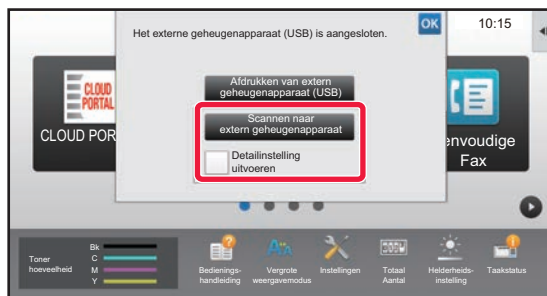 Het externe geheugenapparaat (USB) is aangesloten.
OK
10:15
Afdrukken van extern
geheugenapparaat (USB)
Scannen naar
extern geheugenapparaat
Detailinstelling
uitvoeren
CLOUD
PORTAL
CLOUD POR
envoudige
Fax
Toner
hoeveelheid
Bk
C
M
Y
Bedienings-
handleiding
Vergrote
weergavemodus
Instellingen
Totaal
Aantal
Helderheids-
instelling
Taakstatus